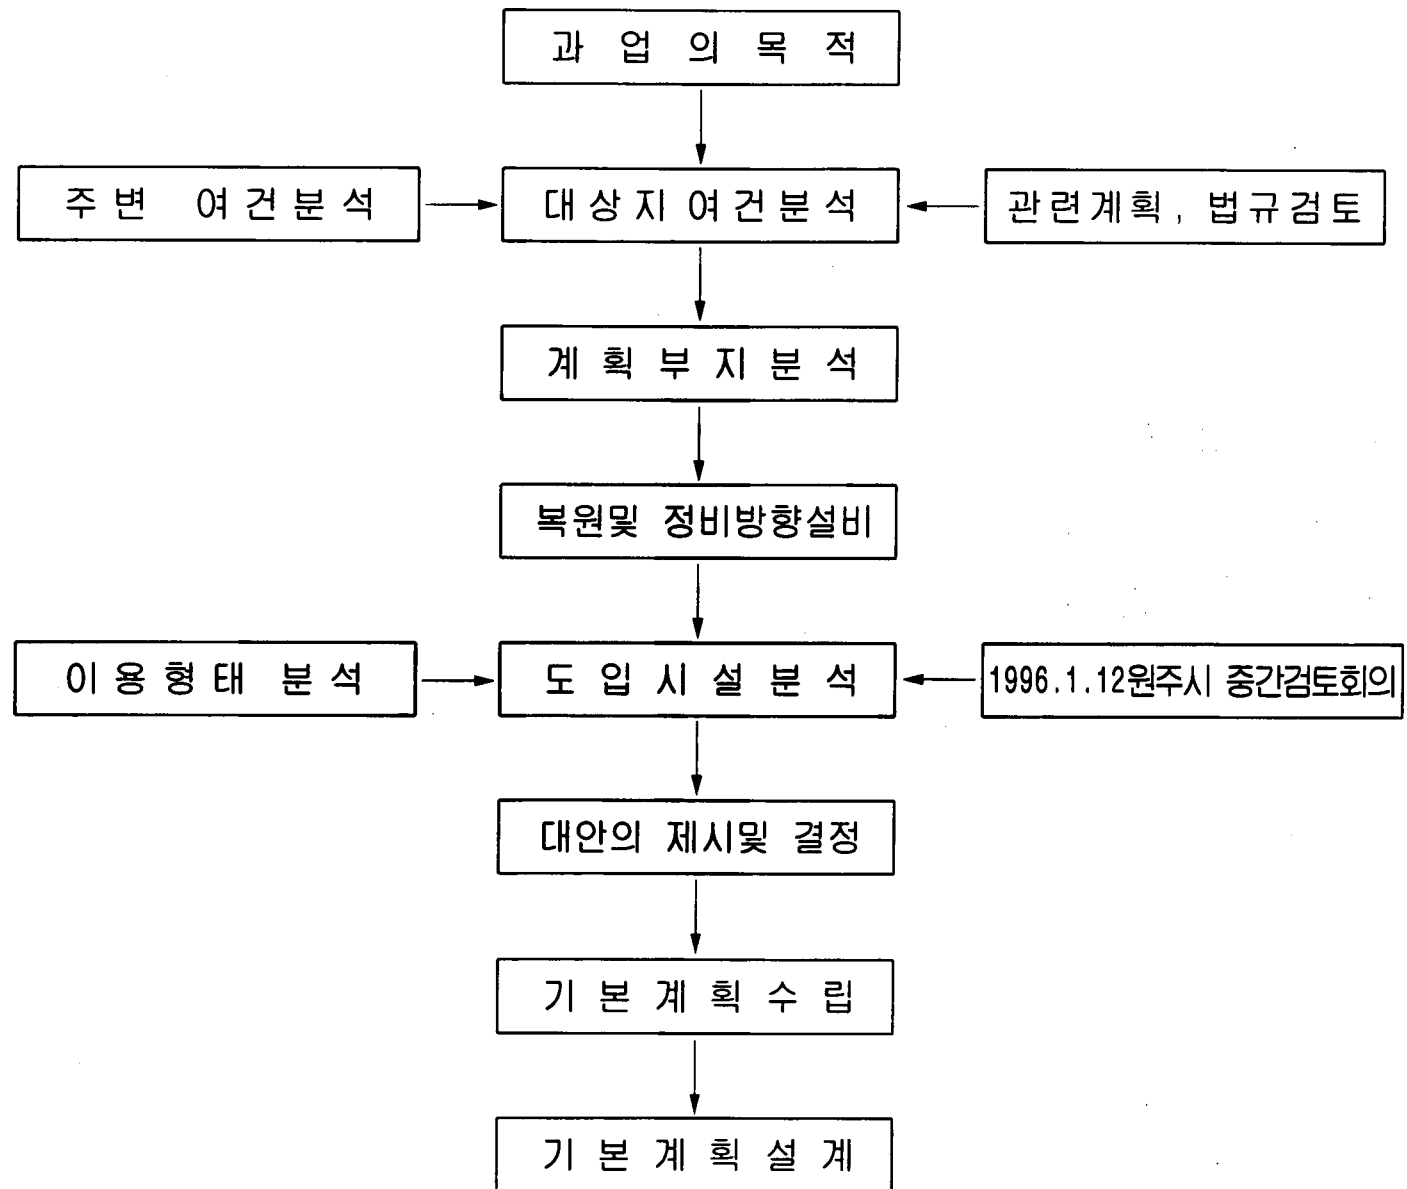 과 업 의 목 적
주 변 여 건 분 석
대 상 지 여 건 분 석
관 련 계 획 , 법 규 검 토
계 획 부 지 분 석
복원및 정비방향설비
이 용 형 태 분 석
도 입 시 설 분 석
1996.1.12원주시 중간검토회의
대안의 제시및 결정
기 본 계 획 수 립
기 본 계 획 설 계